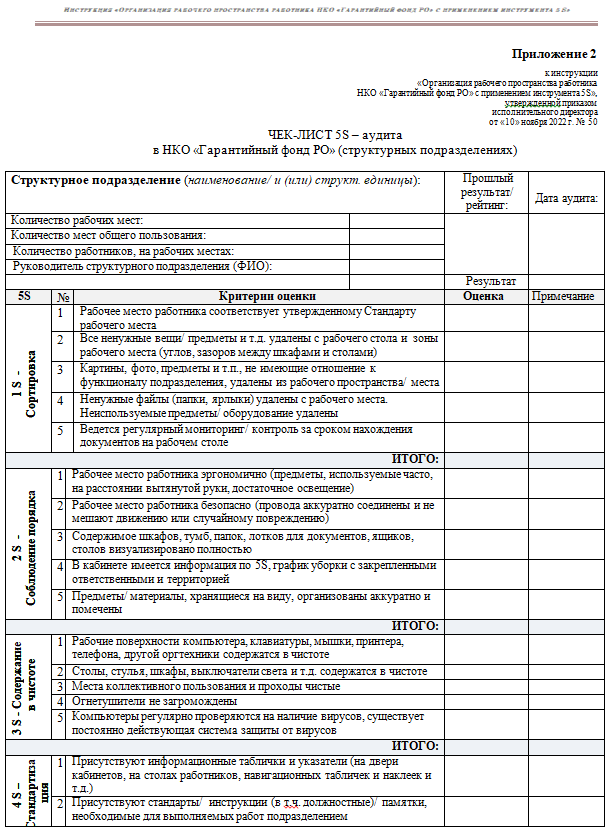 Инструкция «Организация рабочего пространства работника НКО «Гарантийный фонд РО» с применением инструмента 5 S»
Приложение 2
к инструкции
«Организация рабочего пространства работника
НКО «Гарантийный фонд РО» с применением инструмента 5S»,
утвержденной приказом
исполнительного директора
от «10» ноября 2022 г. № 50
ЧЕК-ЛИСТ 5S – аудита
в НКО «Гарантийный фонд РО» (структурных подразделениях)
Структурное подразделение (наименование/ и (или) структ. единицы):
Прошлый
результат/
рейтинг:
Дата аудита:
Количество рабочих мест:
Количество мест общего пользования:
Количество работников, на рабочих местах:
Руководитель структурного подразделения (ФИО):
Результат
5S № Критерии оценки Оценка Примечание
1 S - Сортировка
1 Рабочее место работника соответствует утвержденному Стандарту
рабочего места
2 Все ненужные вещи/ предметы и т.д. удалены с рабочего стола и зоны
рабочего места (углов, зазоров между шкафами и столами)
3 Картины, фото, предметы и т.п., не имеющие отношение к
функционалу подразделения, удалены из рабочего пространства/ места
4 Ненужные файлы (папки, ярлыки) удалены с рабочего места.
Неиспользуемые предметы/ оборудование удалены
5 Ведется регулярный мониторинг/ контроль за сроком нахождения
документов на рабочем столе
ИТОГО:
2 S -
Соблюдение порядка
1 Рабочее место работника эргономично (предметы, используемые часто,
на расстоянии вытянутой руки, достаточное освещение)
2 Рабочее место работника безопасно (провода аккуратно соединены и не
мешают движению или случайному повреждению)
3 Содержимое шкафов, тумб, папок, лотков для документов, ящиков,
столов визуализировано полностью
4 В кабинете имеется информация по 5S, график уборки с закрепленными
ответственными и территорией
5 Предметы/ материалы, хранящиеся на виду, организованы аккуратно и
помечены
ИТОГО:
3 S - Содержание
в чистоте
1 Рабочие поверхности компьютера, клавиатуры, мышки, принтера,
телефона, другой оргтехники содержатся в чистоте
2 Столы, стулья, шкафы, выключатели света и т.д. содержатся в чистоте
3 Места коллективного пользования и проходы чистые
4 Огнетушители не загромождены
5 Компьютеры регулярно проверяются на наличие вирусов, существует
постоянно действующая система защиты от вирусов
ИТОГО:
4 S –
Стандартиза
ция
1 Присутствуют информационные таблички и указатели (на двери
кабинетов, на столах работников, навигационных табличек и наклеек и
т.д.)
2 Присутствуют стандарты/ инструкции (в т.ч. должностные)/ памятки,
необходимые для выполняемых работ подразделением